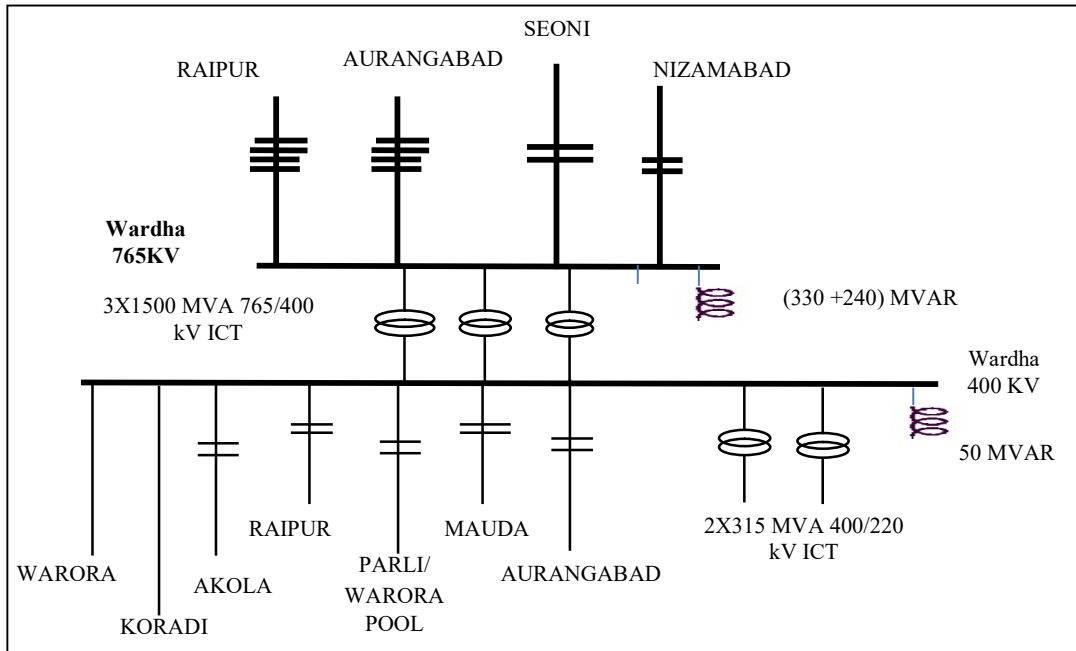 SEONI
AURANGABAD
RAIPUR
NIZAMABAD
Wardha
765KV
3X1500 MVA 765/400
kV ICT
(330 +240) MVAR
Wardha
400 KV
50 MVAR
RAIPUR
MAUDA
2X315 MVA 400/220
kV ICT
WARORA
AKOLA
PARLI/
WARORA
POOL
AURANGABAD
KORADI